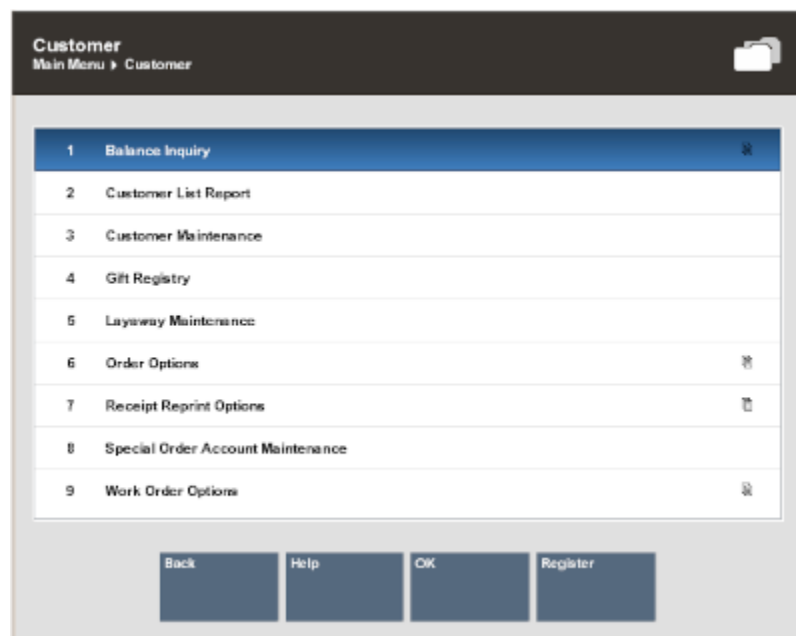 Customer
Main Menu ▸ Customer
1 Balance Inquiry
2 Customer List Report
3 Customer Maintenance
4 Gift Registry
5 Layaway Maintenance
6 Order Options
7 Receipt Reprint Options
8 Special Order Account Maintenance
9 Work Order Options
Back Help OK Register